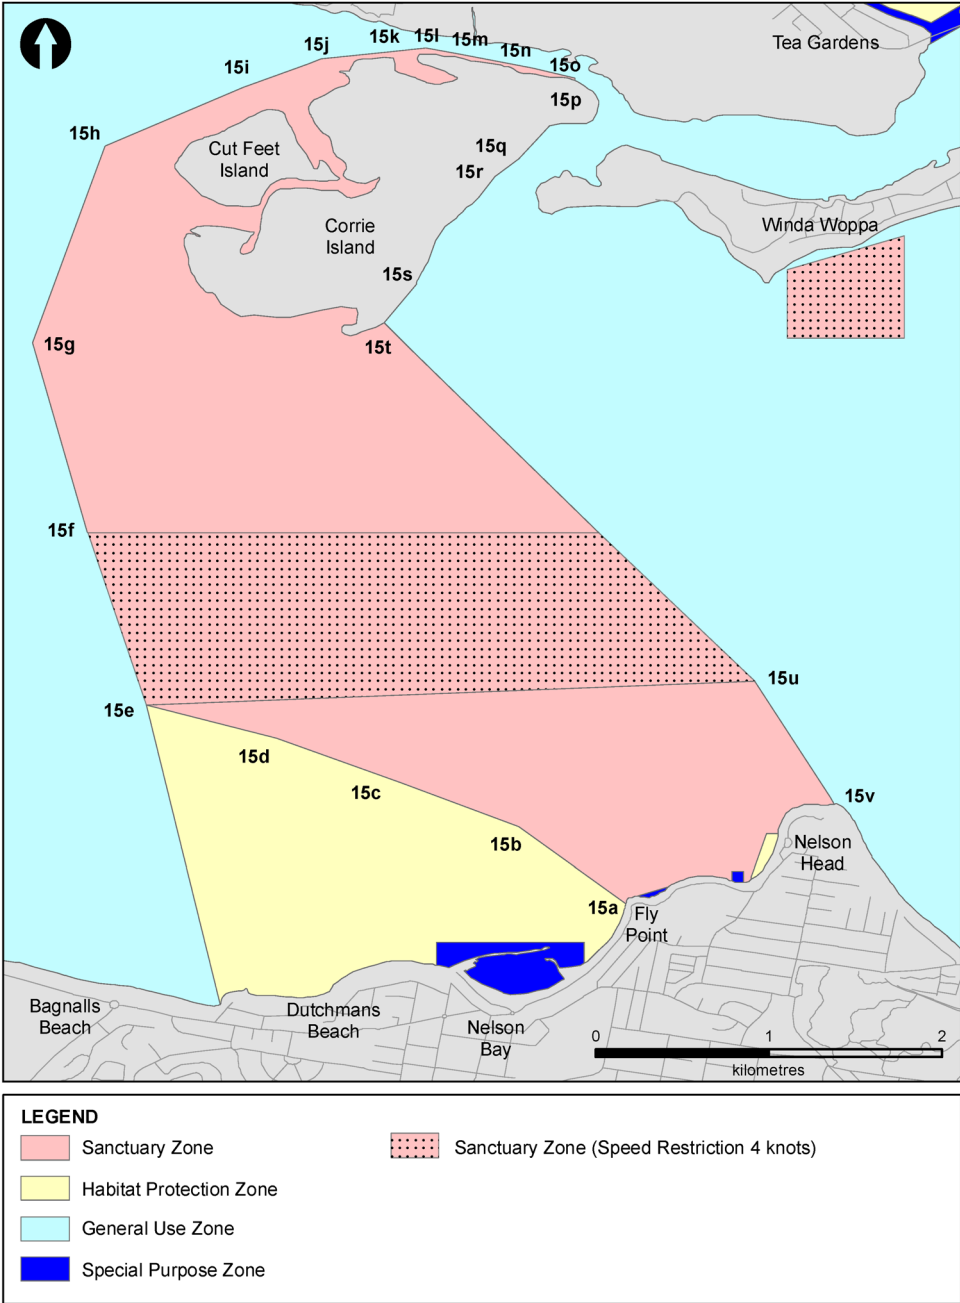 Tea Gardens
15k
15l
15m
15j
15n
15i
15o
15p
15h
15q
Cut Feet
Island
15r
Winda Woppa
Corrie
Island
15s
15g
15t
15f
15u
15e
15d
15c
15v
15b
Nelson
Head
15a
Fly
Point
Bagnalls
Beach
Dutchmans
Beach
Nelson
Bay
0 1 2
kilometres
LEGEND
Sanctuary Zone
Sanctuary Zone (Speed Restriction 4 knots)
Habitat Protection Zone
General Use Zone
Special Purpose Zone